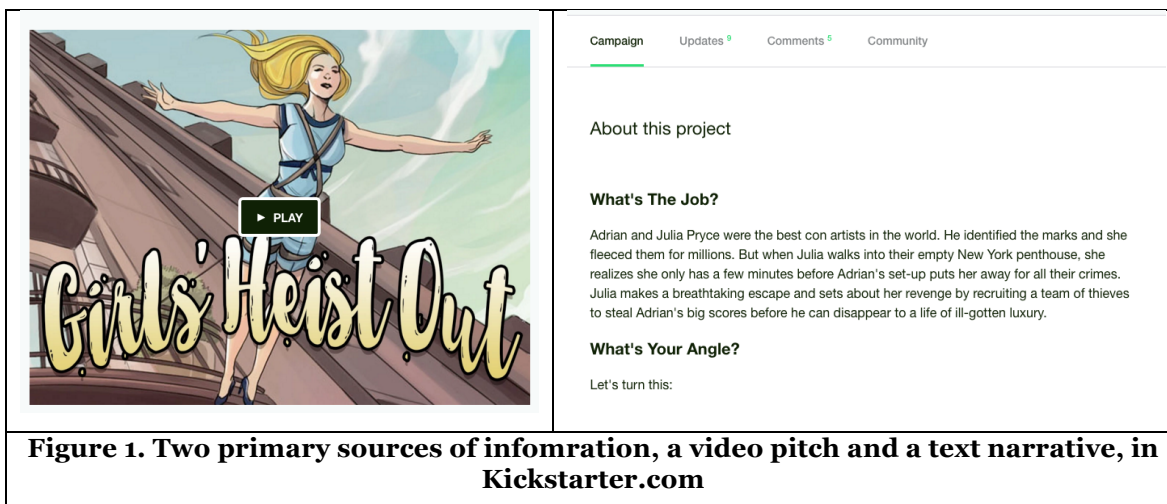 PLAY
Girls' Heist Out
Campaign Updates 9 Comments 5 Community
About this project
What's The Job?
Adrian and Julia Pryce were the best con artists in the world. He identified the marks and she
fleeced them for millions. But when Julia walks into their empty New York penthouse, she
realizes she only has a few minutes before Adrian's set-up puts her away for all their crimes.
Julia makes a breathtaking escape and sets about her revenge by recruiting a team of thieves
to steal Adrian's big scores before he can disappear to a life of ill-gotten luxury.
What's Your Angle?
Let's turn this:
Figure 1. Two primary sources of infomration, a video pitch and a text narrative, in
Kickstarter.com